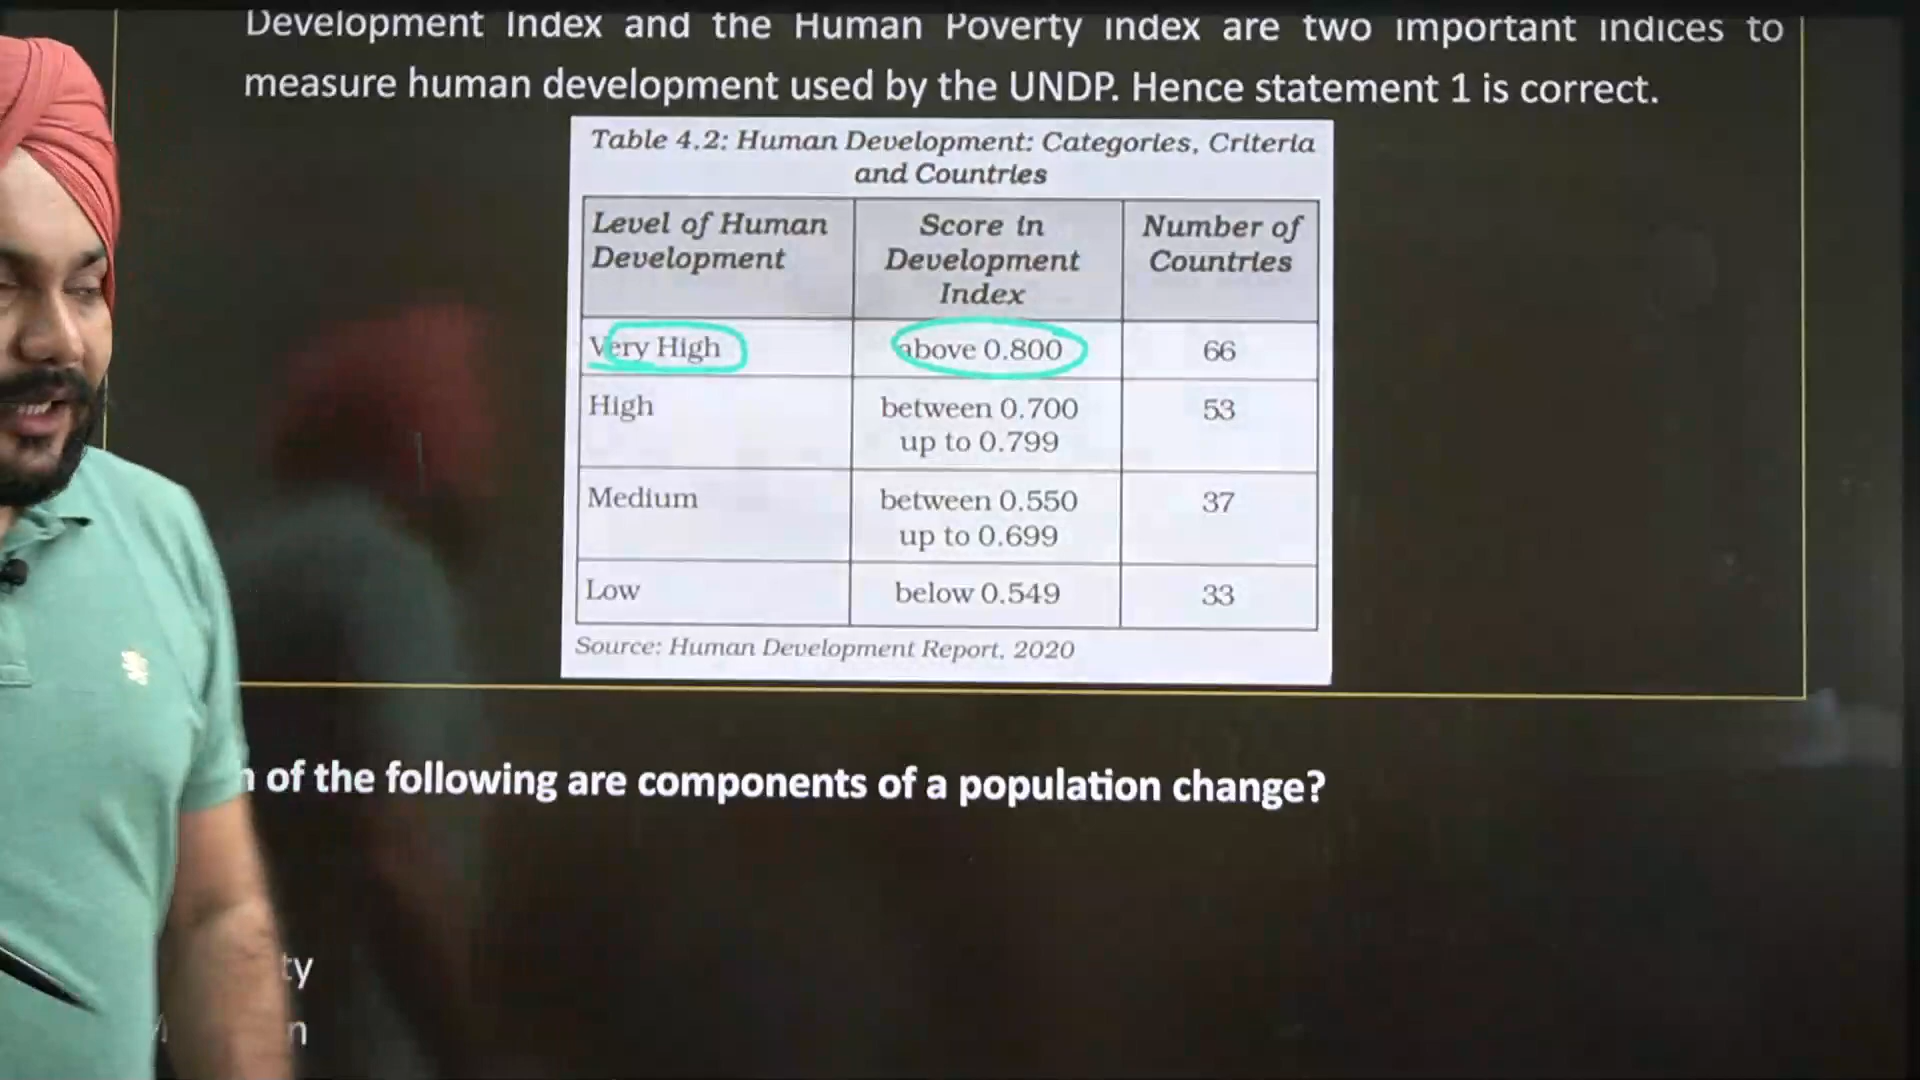 Development Index and the Human Poverty index are two important indices to
measure human development used by the UNDP. Hence statement 1 is correct.
Table 4.2: Human Development: Categories, Criteria
and Countries
Level of Human Development
Score in Development Index
Number of Countries
Very High
above 0.800
66
High
between 0.700
up to 0.799
53
Medium
between 0.550
up to 0.699
37
Low
below 0.549
33
Source: Human Development Report, 2020
of the following are components of a population change?